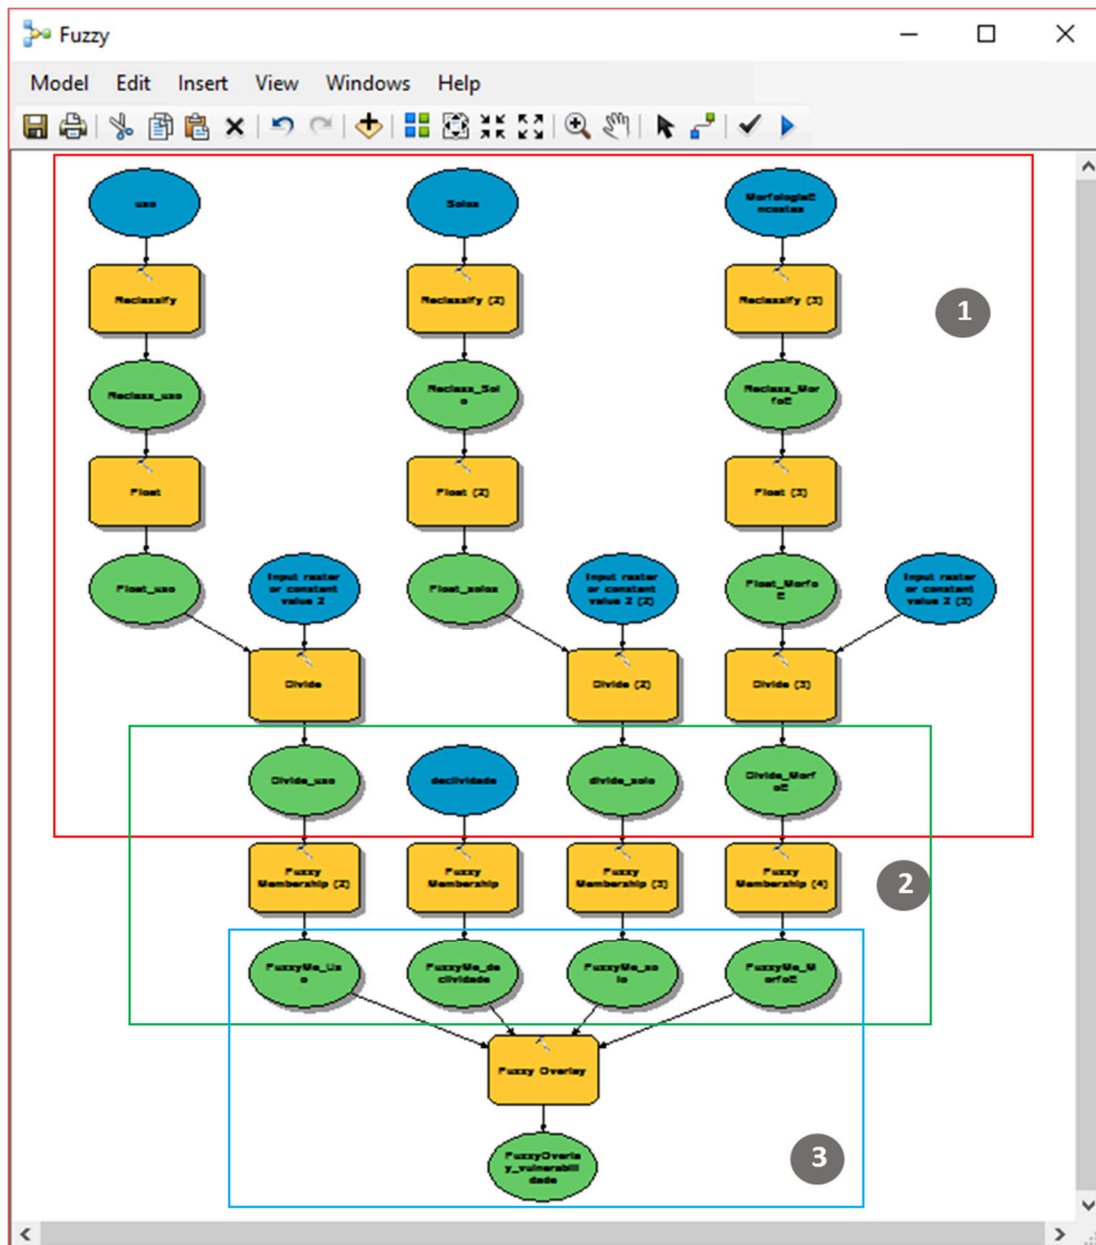 Fuzzy
Model Edit Insert View Windows Help
uso
Solos
MorfologiaE
ncostas
Reclassify
Reclassify (2)
Reclassify (3)
1
Reclass_uso
Reclass_Sol
o
Reclass_Mor
foE
Float
Float (2)
Float (3)
Float_uso
Input raster
or constant
value 2
Float_solos
Input raster
or constant
value 2 (2)
Float_Morfo
E
Input raster
or constant
value 2 (3)
Divide
Divide (2)
Divide (3)
Divide_uso
declividade
divide_solo
Divide_Morf
oE
Fuzzy
Membership (2)
Fuzzy
Membership
Fuzzy
Membership (3)
Fuzzy
Membership (4)
2
FuzzyMe_Us
o
FuzzyMe_de
clividade
FuzzyMe_so
lo
FuzzyMe_M
orfoE
Fuzzy Overlay
3
FuzzyOverla
y_vulnerabili
dade